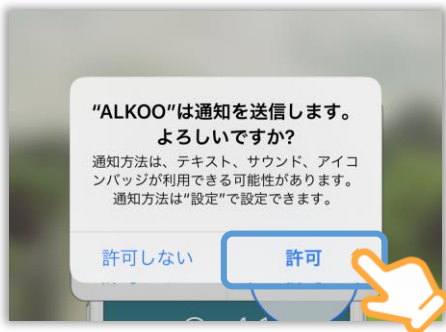 “ALKOO”は通知を送信します。
よろしいですか?
通知方法は、テキスト、サウンド、アイコ
ンバッジが利用できる可能性があります。
通知方法は“設定”で設定できます。
許可しない
許可